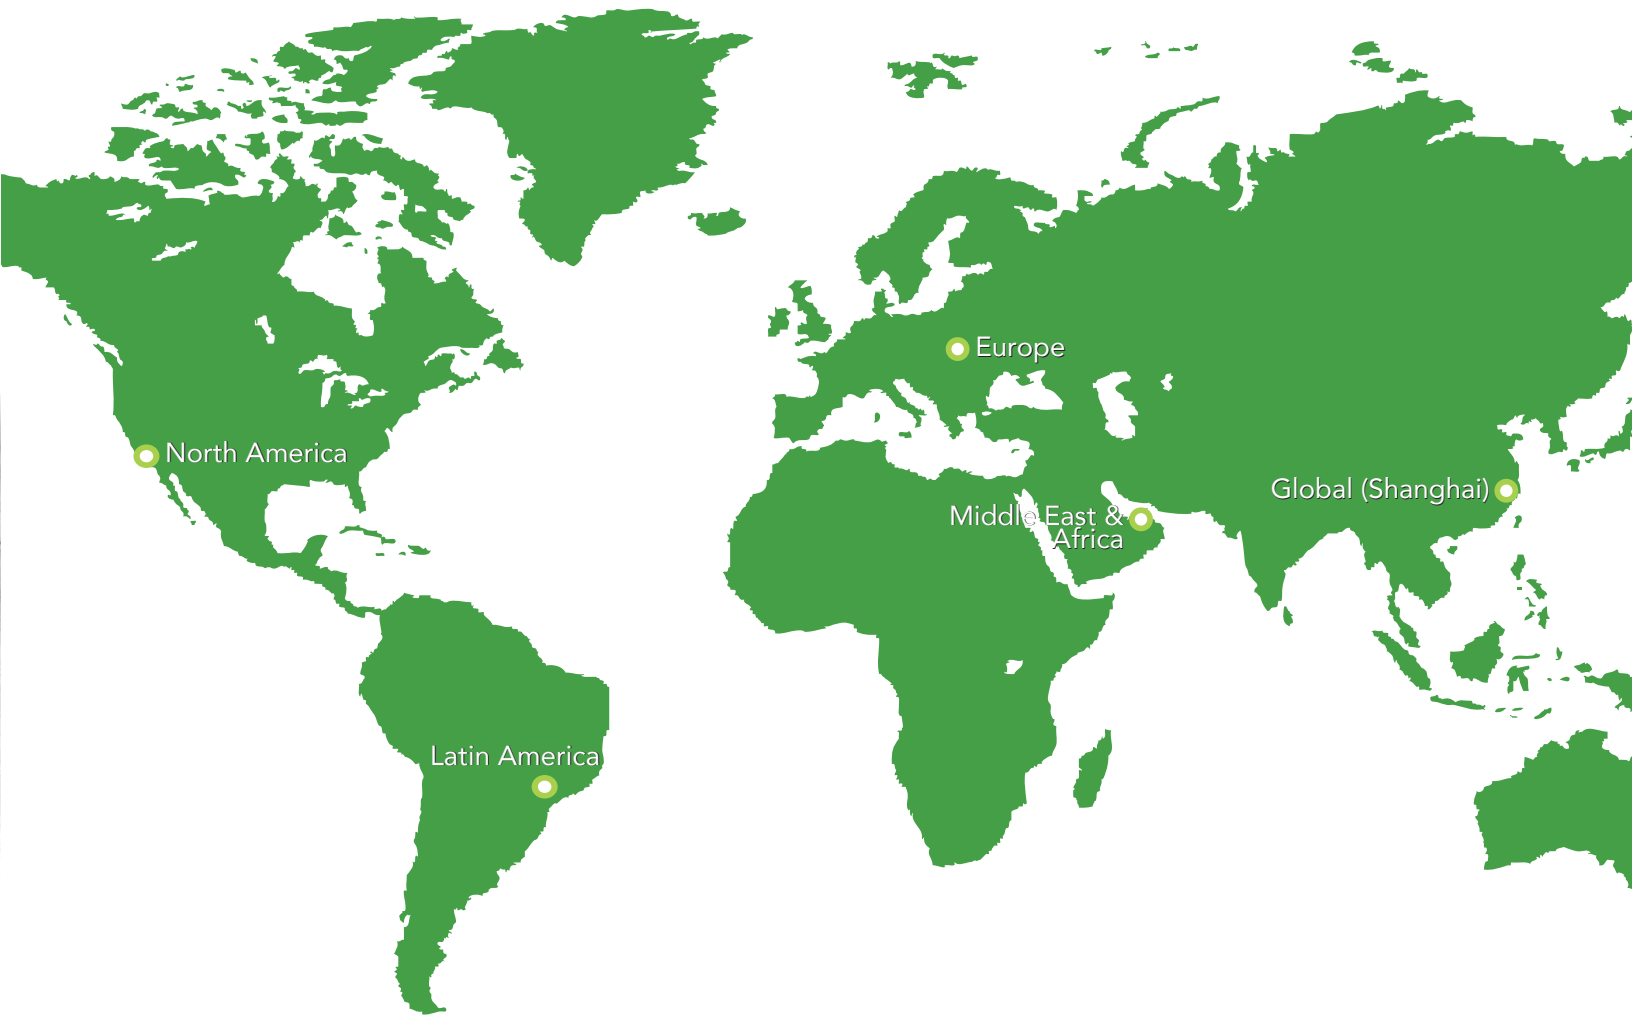 Europe
North America
Global (Shanghai)
Middle East &
Africa
Latin America